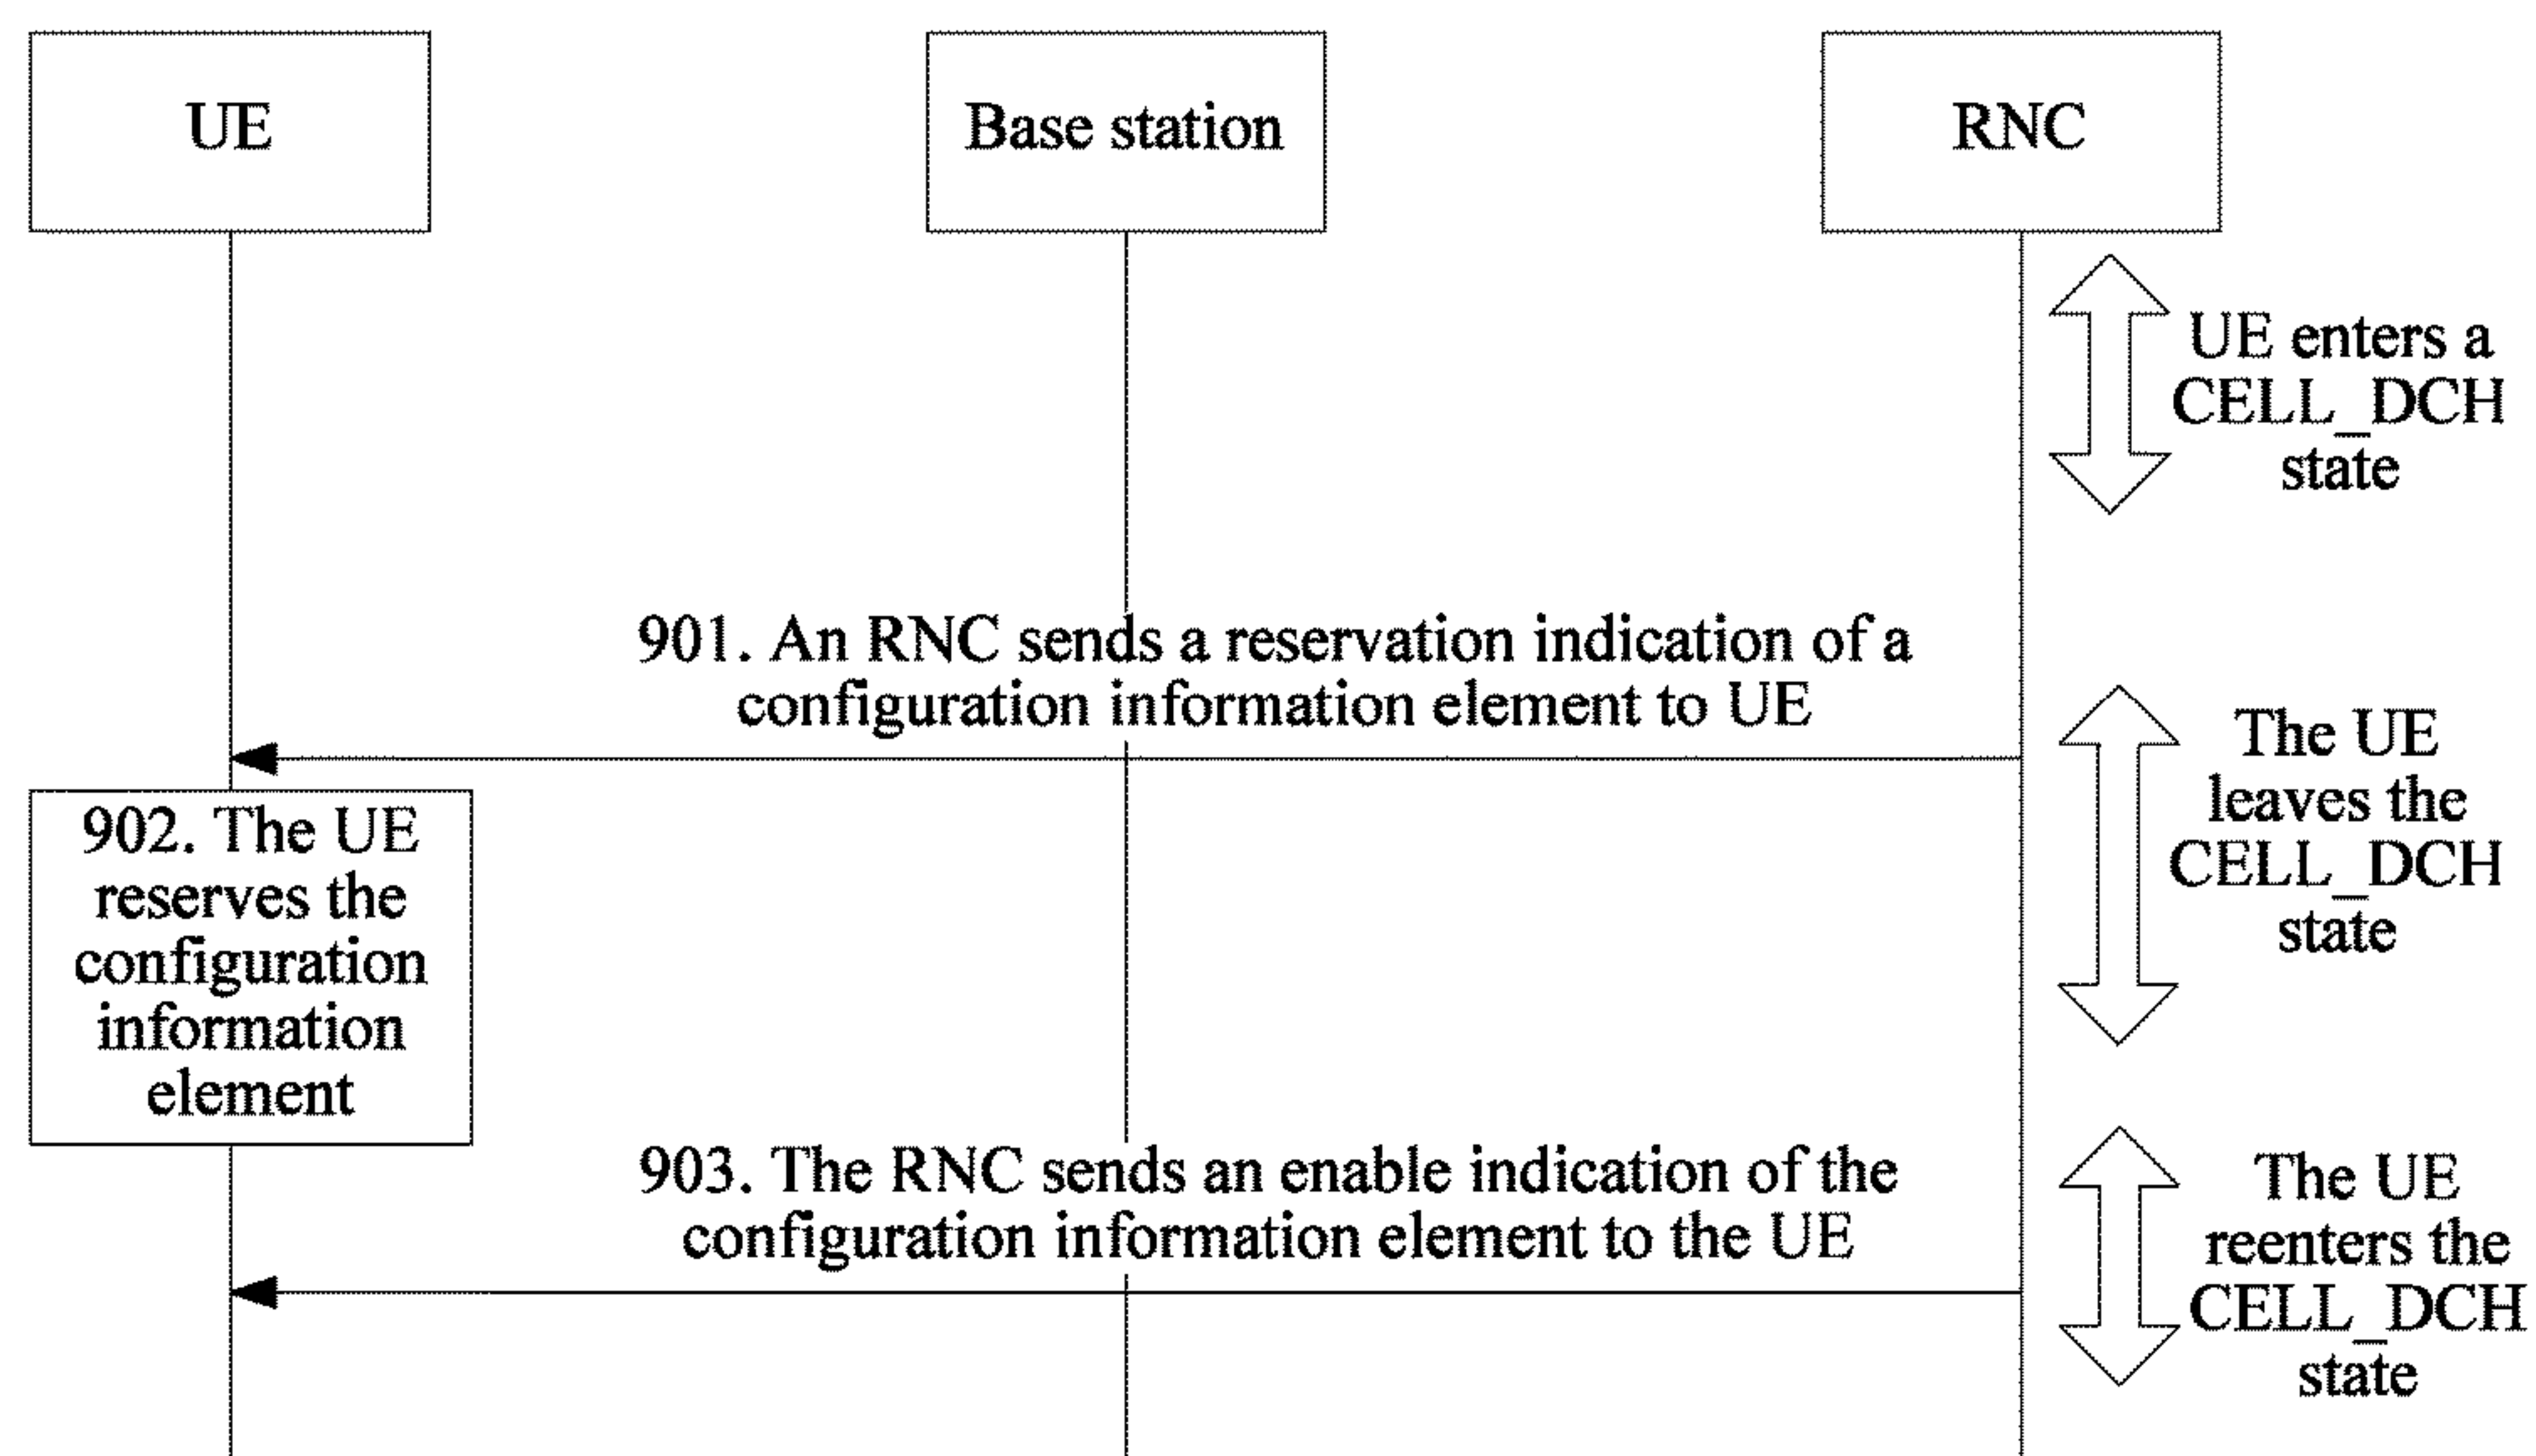 UE
Base station
RNC
UE enters a
CELL_DCH
state
901. An RNC sends a reservation indication of a
configuration information element to UE
The UE
leaves the
CELL_DCH
state
902. The UE
reserves the
configuration
information
element
903. The RNC sends an enable indication of the
configuration information element to the UE
The UE
reenters the
CELL_DCH
state